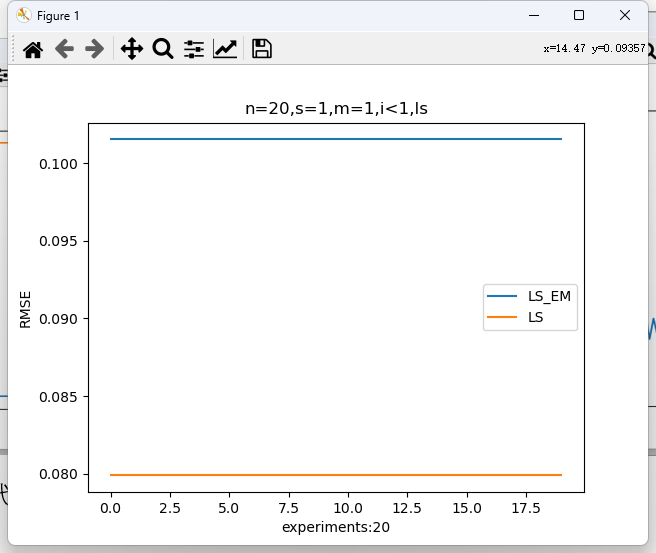 Figure 1
x=14.47 y=0.09357
n=20,s=1,m=1,i<1,ls
0.100
0.095
0.090
0.085
0.080
RMSE
LS_EM
LS
0.0 2.5 5.0 7.5 10.0 12.5 15.0 17.5
experiments:20